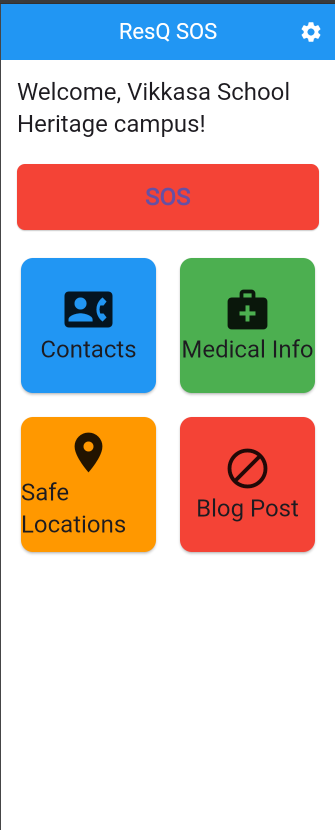 ResQ SOS
Welcome, Vikkasa School
Heritage campus!
SOS
Contacts
Medical Info
Safe
Locations
Blog Post